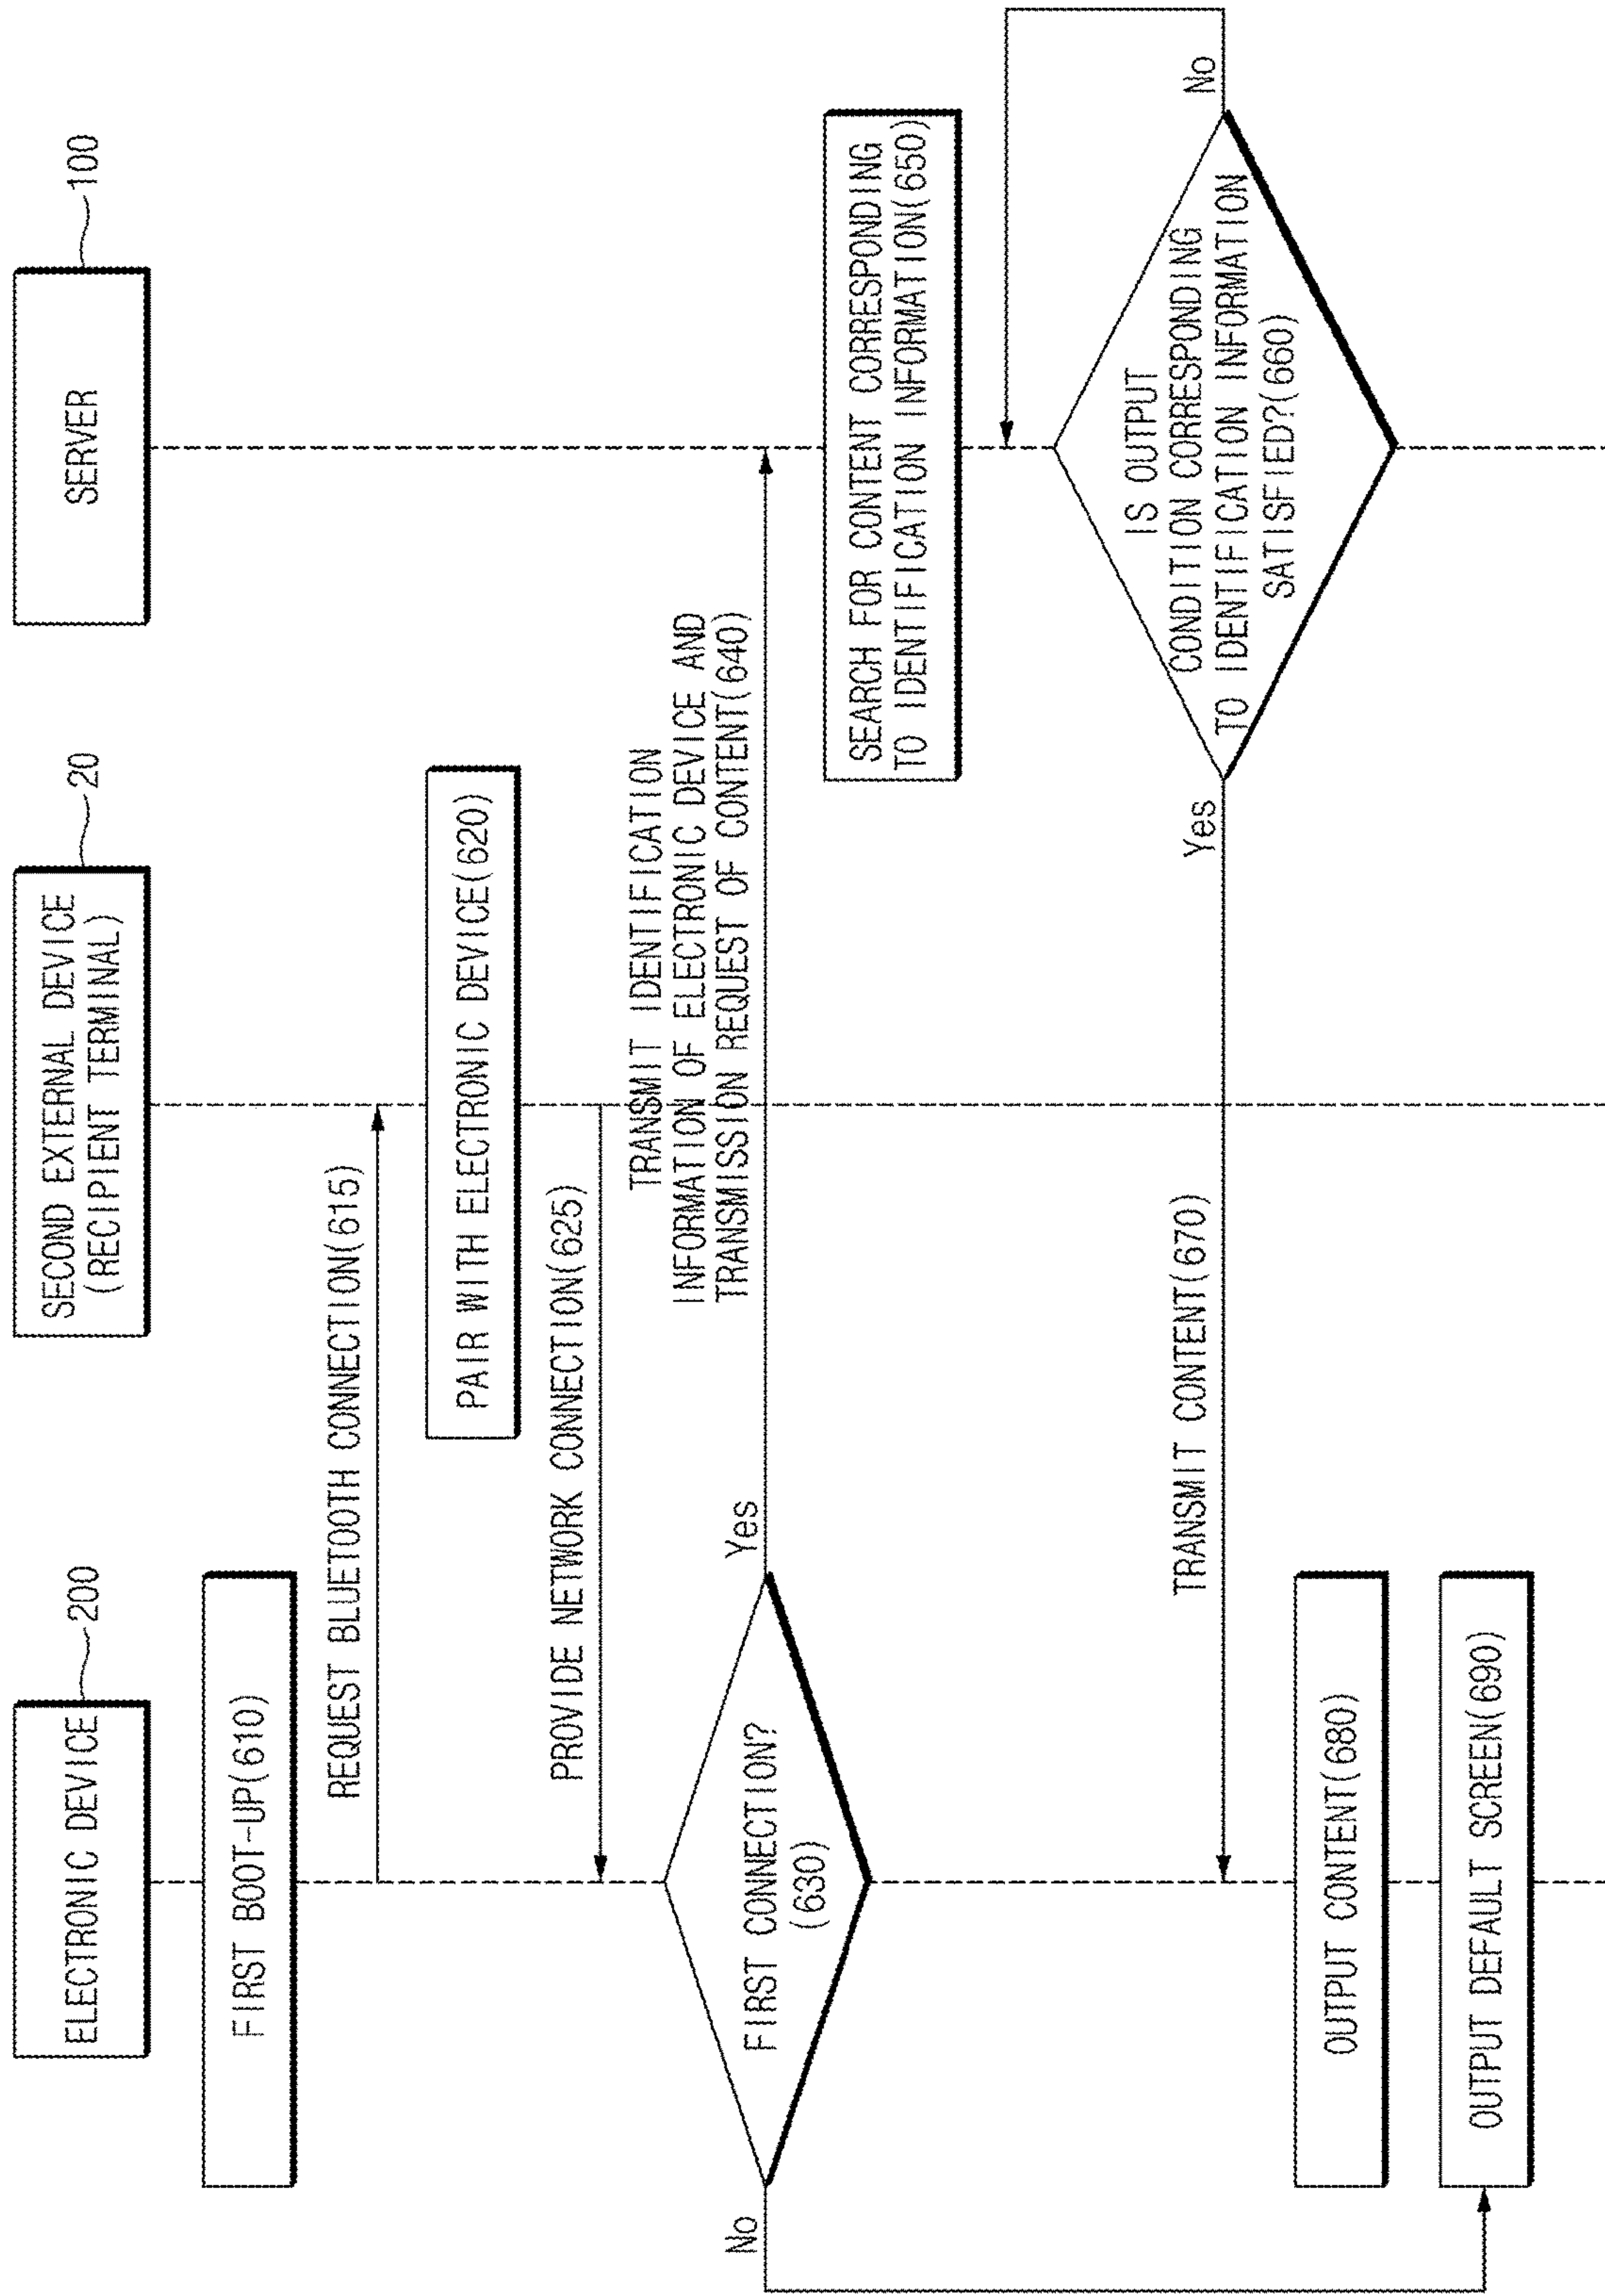 ELECTRONIC DEVICE
200
SECOND EXTERNAL DEVICE
(RECIPIENT TERMINAL)
20
SERVER
100
FIRST BOOT-UP(610)
REQUEST BLUETOOTH CONNECTION(615)
PAIR WITH ELECTRONIC DEVICE(620)
PROVIDE NETWORK CONNECTION(625)
FIRST CONNECTION?
(630)
No
Yes
TRANSMIT IDENTIFICATION
INFORMATION OF ELECTRONIC DEVICE AND
TRANSMISSION REQUEST OF CONTENT(640)
SEARCH FOR CONTENT CORRESPONDING
TO IDENTIFICATION INFORMATION(650)
IS OUTPUT
CONDITION CORRESPONDING
TO IDENTIFICATION INFORMATION
SATISFIED?(660)
No
Yes
TRANSMIT CONTENT(670)
OUTPUT CONTENT(680)
OUTPUT DEFAULT SCREEN(690)